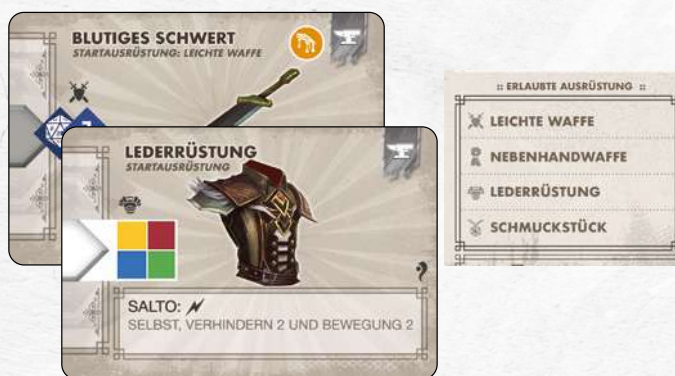 BLUTIGES SCHWERT
STARTAUSRÜSTUNG: LEICHTE WAFFE
LEDERRÜSTUNG
STARTAUSRÜSTUNG
SALTO:
SELBST, VERHINDERN 2 UND BEWEGUNG 2
:: ERLAUBTE AUSRÜSTUNG ::
LEICHTE WAFFE
NEBENHANDWAFFE
LEDERRÜSTUNG
SCHMUCKSTÜCK